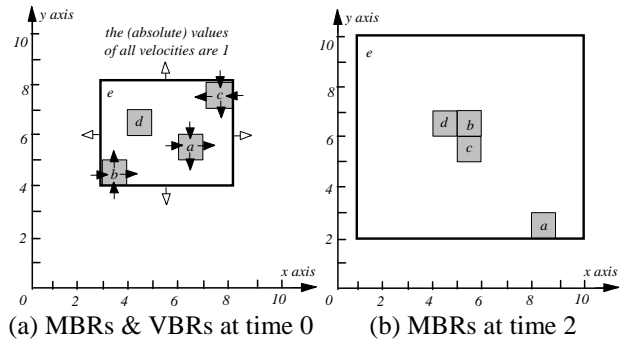 y axis
the (absolute) values
of all velocities are 1
10
8
6
4
2
0
e
c
d
a
b
x axis
2 4 6 8 10
(a) MBRs & VBRs at time 0
y axis
10
8
6
4
2
0
e
d b
c
a
x axis
2 4 6 8 10
(b) MBRs at time 2